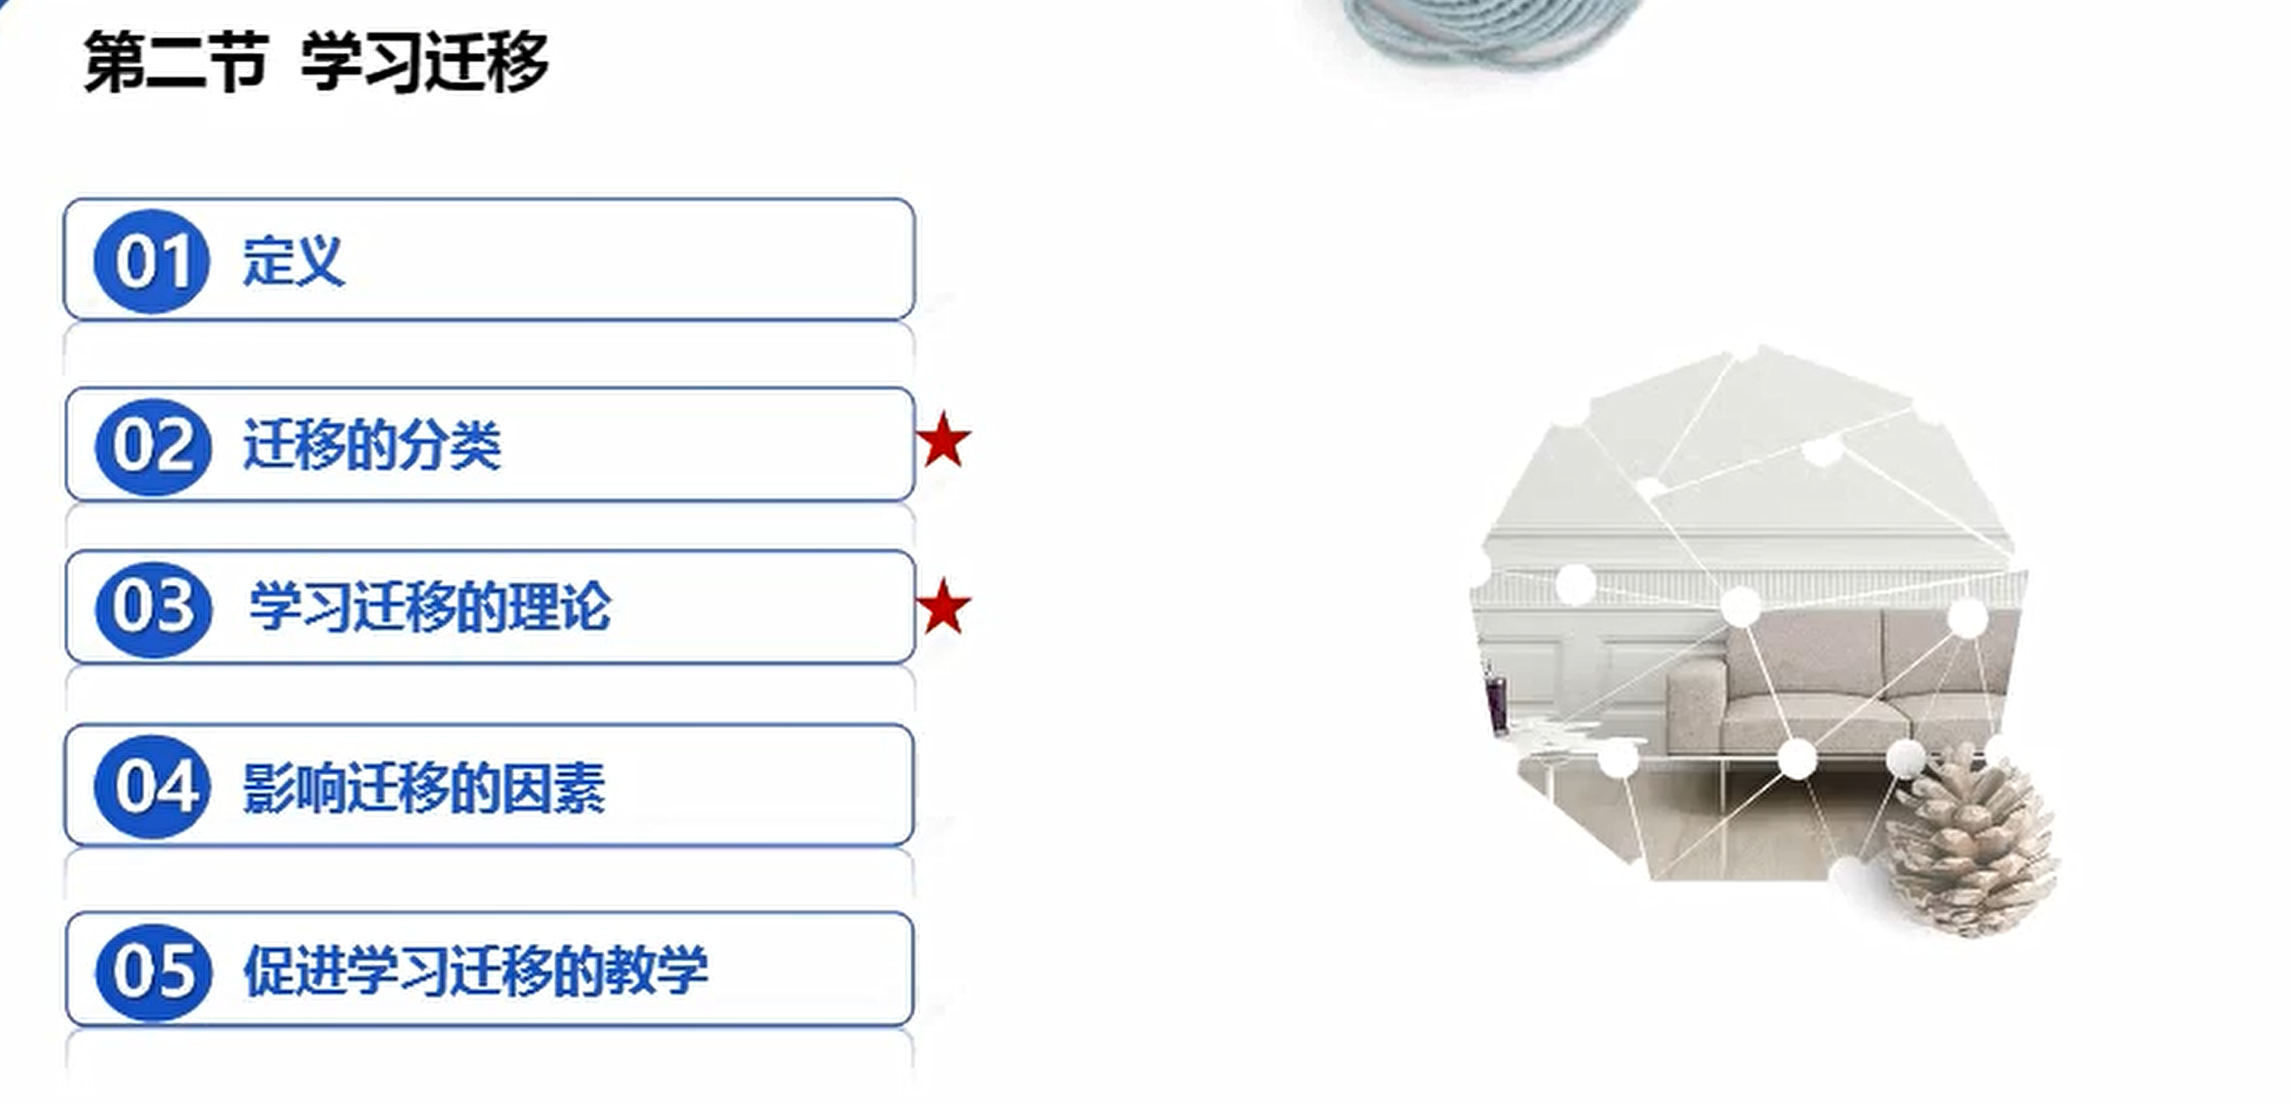 第二节 学习迁移
01 定义
02 迁移的分类
03 学习迁移的理论
04 影响迁移的因素
05 促进学习迁移的教学